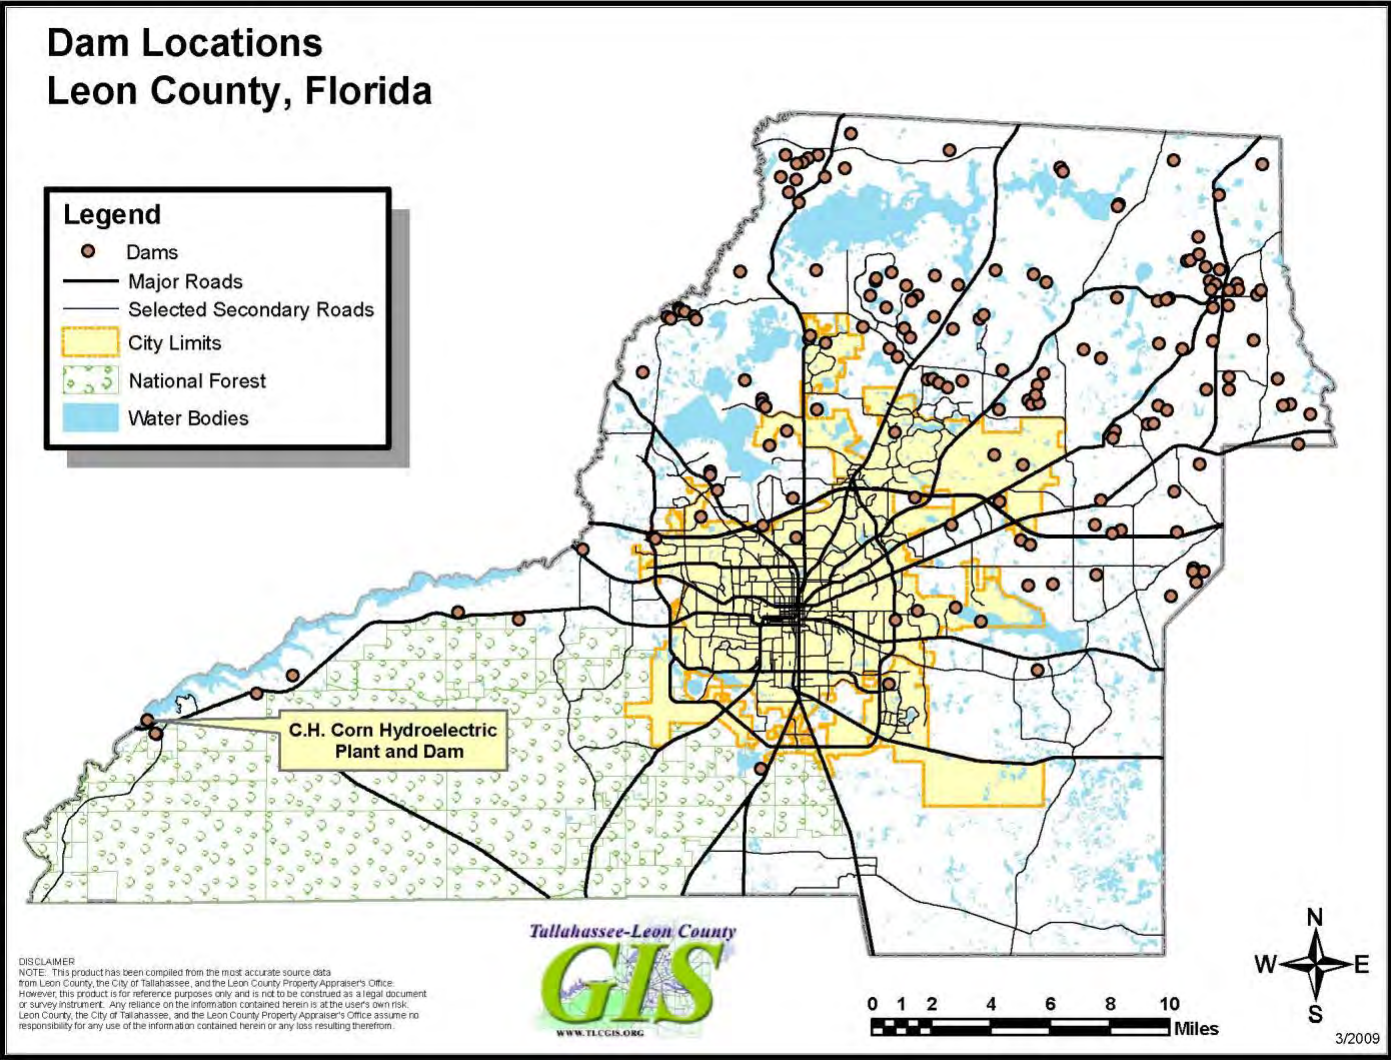 Dam Locations
Leon County, Florida
Legend
Dams
Major Roads
Selected Secondary Roads
City Limits
National Forest
Water Bodies
C.H. Corn Hydroelectric
Plant and Dam
Tallahassee-Leon County
GIS
WWW.TLCGIS.ORG
DISCLAIMER
NOTE: This product has been compiled from the most accurate source data
from Leon County, the City of Tallahassee, and the Leon County Property Appraiser's Office.
However, this product is for reference purposes only and is not to be construed as a legal document
or survey instrument. Any reliance on the information contained herein is at the user's own risk.
Leon County, the City of Tallahassee, and the Leon County Property Appraiser's Office assume no
responsibility for any use of the information contained herein or any loss resulting therefrom.
N
W E
S
0 1 2 4 6 8 10
Miles
3/2009